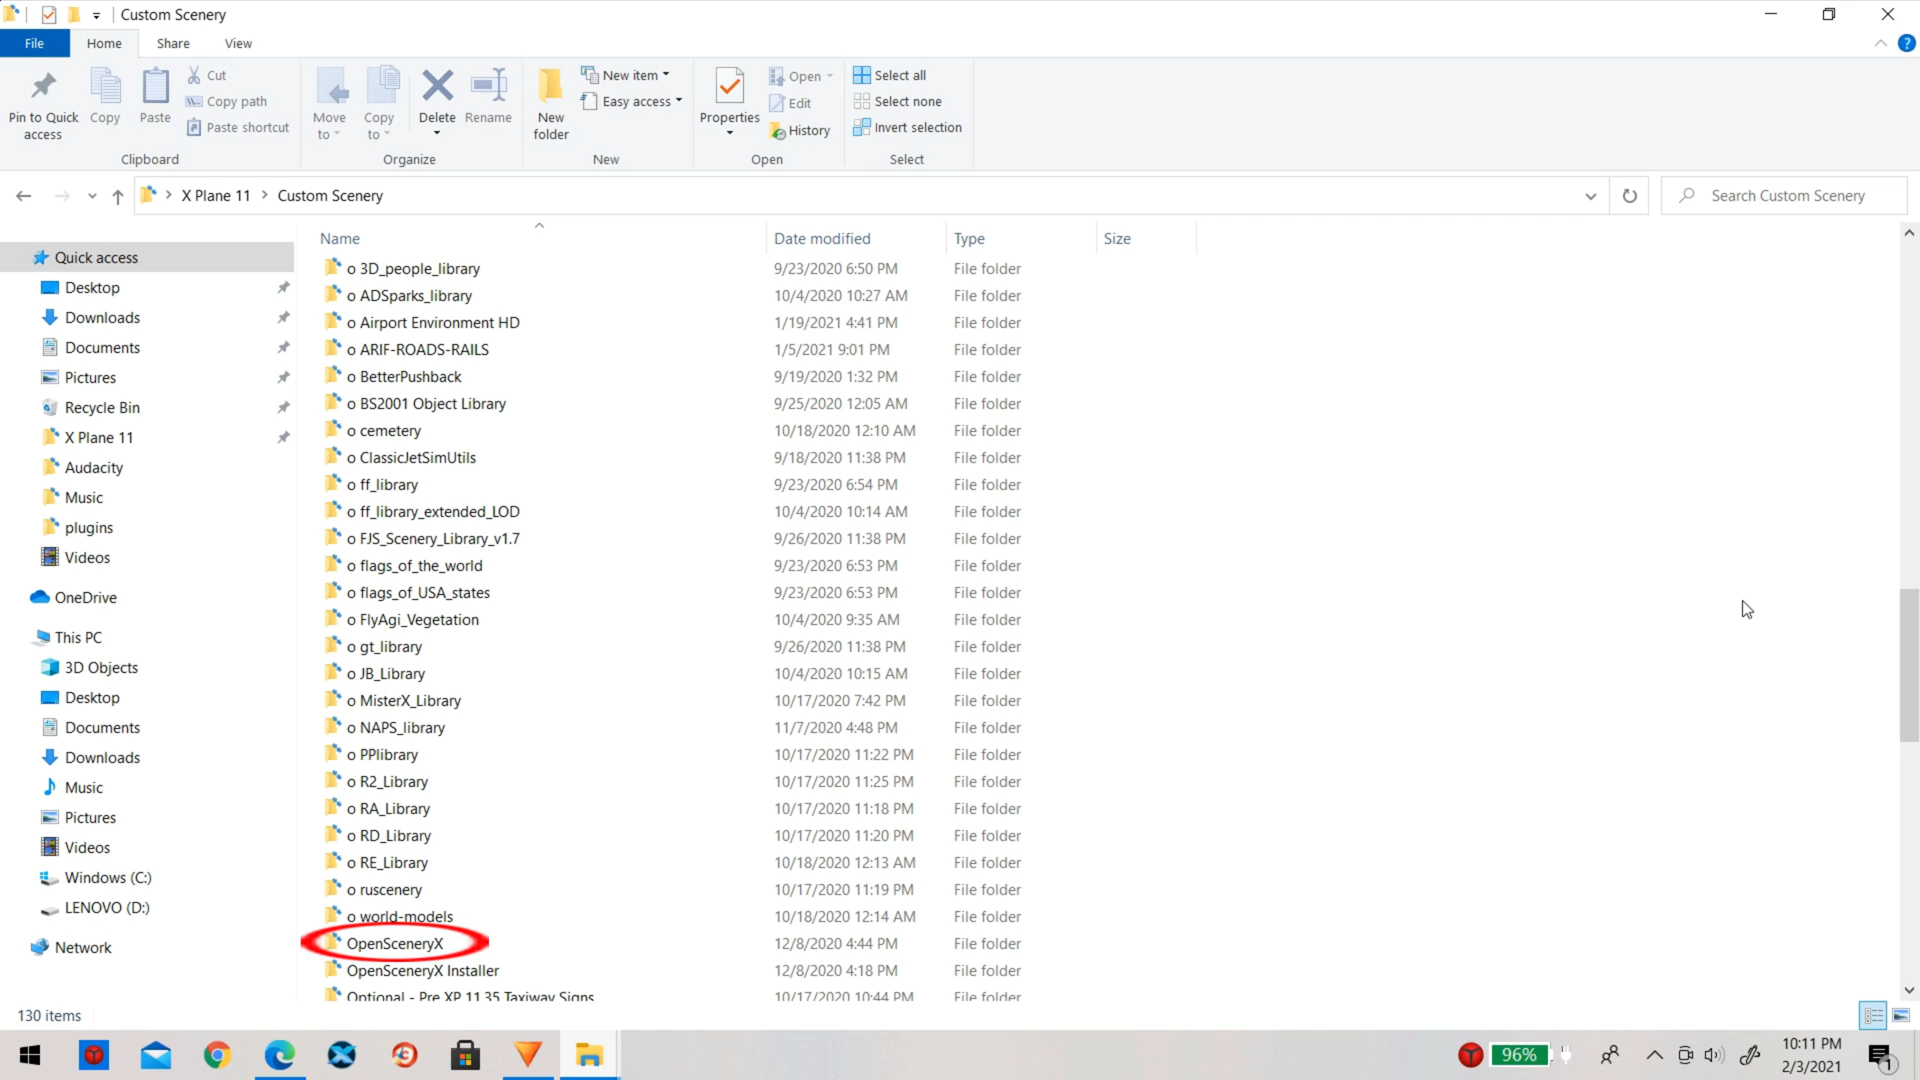 Custom Scenery
File Home Share View
Pin to Quick access
Copy
Paste
Cut
Copy path
Paste shortcut
Clipboard
Move to
Copy to
Delete
Rename
Organize
New folder
New item
Easy access
New
Properties
Open
Edit
History
Open
Select all
Select none
Invert selection
Select
X Plane 11 > Custom Scenery
Search Custom Scenery
Quick access
Desktop
Downloads
Documents
Pictures
Recycle Bin
X Plane 11
Audacity
Music
plugins
Videos
OneDrive
This PC
3D Objects
Desktop
Documents
Downloads
Music
Pictures
Videos
Windows (C:)
LENOVO (D:)
Network
Name Date modified Type Size
o 3D_people_library 9/23/2020 6:50 PM File folder
o ADSparks_library 10/4/2020 10:27 AM File folder
o Airport Environment HD 1/19/2021 4:41 PM File folder
o ARIF-ROADS-RAILS 1/5/2021 9:01 PM File folder
o BetterPushback 9/19/2020 1:32 PM File folder
o BS2001 Object Library 9/25/2020 12:05 AM File folder
o cemetery 10/18/2020 12:10 AM File folder
o ClassicJetSimUtils 9/18/2020 11:38 PM File folder
o ff_library 9/23/2020 6:54 PM File folder
o ff_library_extended_LOD 10/4/2020 10:14 AM File folder
o FJS_Scenery_Library_v1.7 9/26/2020 11:38 PM File folder
o flags_of_the_world 9/23/2020 6:53 PM File folder
o flags_of_USA_states 9/23/2020 6:53 PM File folder
o FlyAgi_Vegetation 10/4/2020 9:35 AM File folder
o gt_library 9/26/2020 11:38 PM File folder
o JB_Library 10/4/2020 10:15 AM File folder
o MisterX_Library 10/17/2020 7:42 PM File folder
o NAPS_library 11/7/2020 4:48 PM File folder
o PPlibrary 10/17/2020 11:22 PM File folder
o R2_Library 10/17/2020 11:25 PM File folder
o RA_Library 10/17/2020 11:18 PM File folder
o RD_Library 10/17/2020 11:20 PM File folder
o RE_Library 10/18/2020 12:13 AM File folder
o ruscenery 10/17/2020 11:19 PM File folder
o world-models 10/18/2020 12:14 AM File folder
OpenSceneryX 12/8/2020 4:44 PM File folder
OpenSceneryX Installer 12/8/2020 4:18 PM File folder
Optional - Pre XP 11.35 Taxiway Signs 10/17/2020 10:44 PM File folder
130 items
96%
10:11 PM
2/3/2021
1